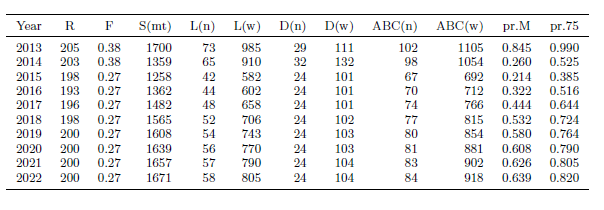 Year R F S(mt) L(n) L(w) D(n) D(w) ABC(n) ABC(w) pr.M pr.75
2013 205 0.38 1700 73 985 29 111 102 1105 0.845 0.990
2014 203 0.38 1359 65 910 32 132 98 1054 0.260 0.525
2015 198 0.27 1258 42 582 24 101 67 692 0.214 0.385
2016 193 0.27 1362 44 602 24 101 70 712 0.322 0.516
2017 196 0.27 1482 48 658 24 101 74 766 0.444 0.644
2018 198 0.27 1565 52 706 24 102 77 815 0.532 0.724
2019 200 0.27 1608 54 743 24 103 80 854 0.580 0.764
2020 200 0.27 1639 56 770 24 103 81 881 0.608 0.790
2021 200 0.27 1657 57 790 24 104 83 902 0.626 0.805
2022 200 0.27 1671 58 805 24 104 84 918 0.639 0.820